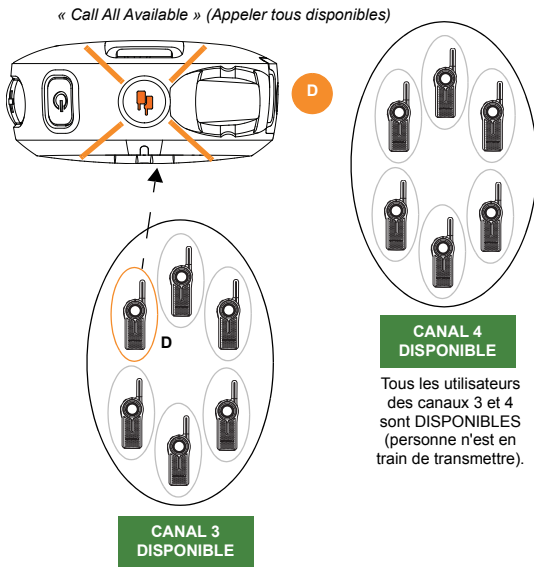 « Call All Available » (Appeler tous disponibles)
D
D
CANAL 4
DISPONIBLE
Tous les utilisateurs
des canaux 3 et 4
sont DISPONIBLES
(personne n'est en
train de transmettre).
CANAL 3
DISPONIBLE